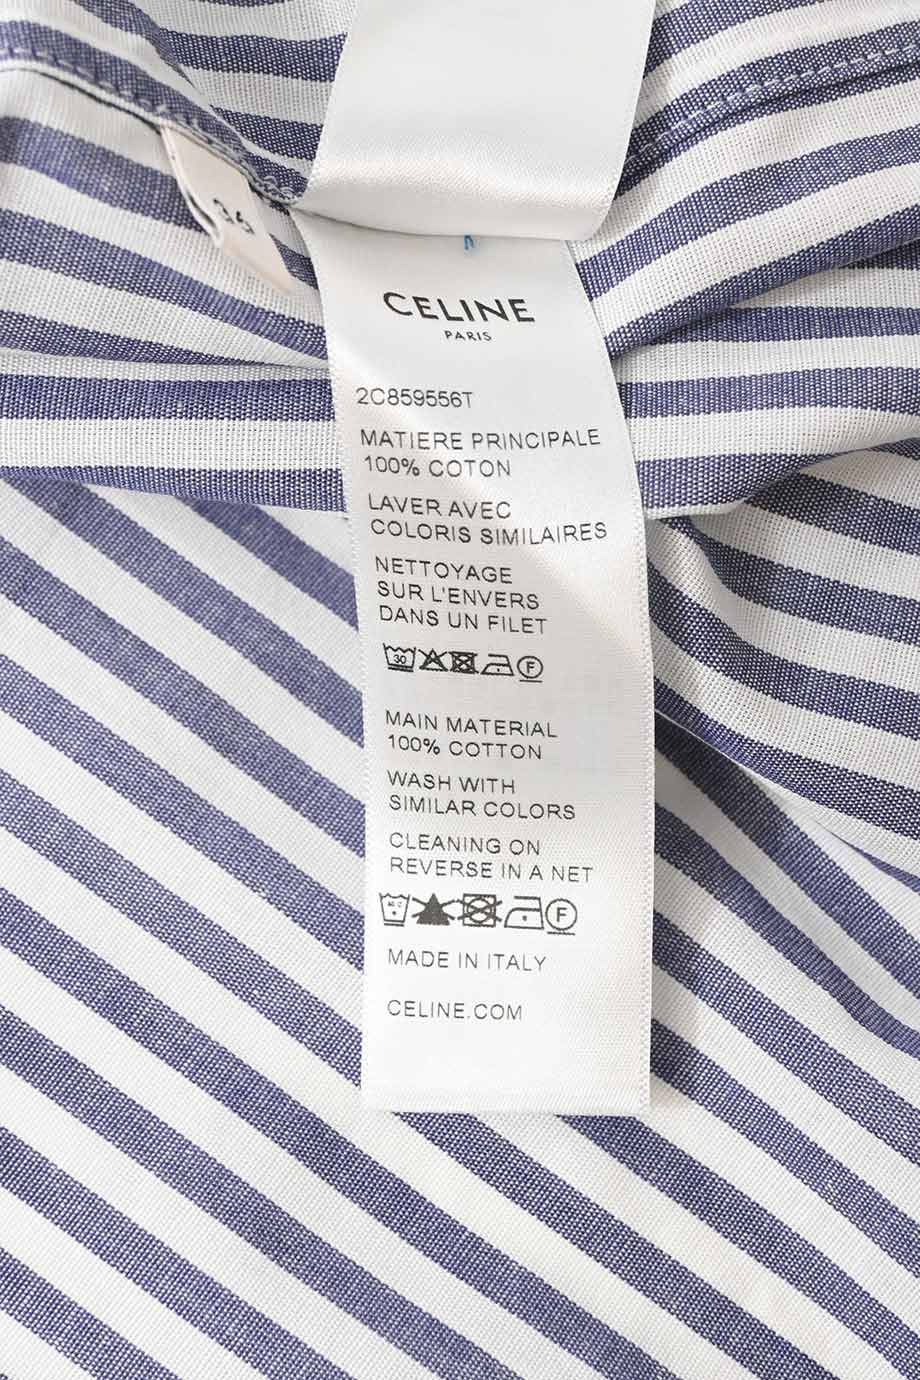 36
CELINE
PARIS
2C859556T
MATIERE PRINCIPALE
100% COTON
LAVER AVEC
COLORIS SIMILAIRES
NETTOYAGE
SUR L'ENVERS
DANS UN FILET
30 F
MAIN MATERIAL
100% COTTON
WASH WITH
SIMILAR COLORS
CLEANING ON
REVERSE IN A NET
F
MADE IN ITALY
CELINE.COM